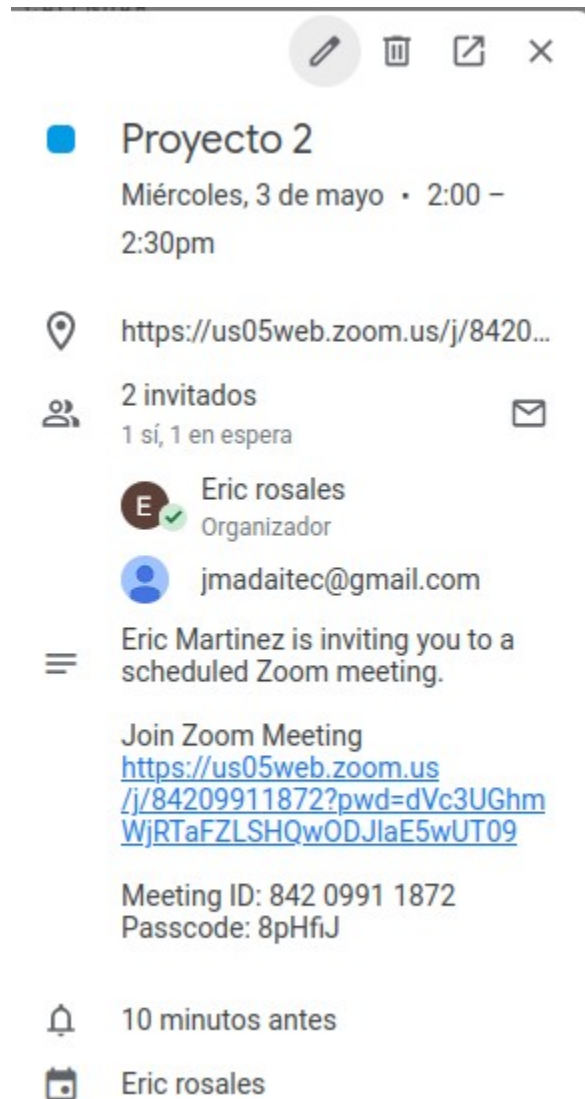 Proyecto 2
Miércoles, 3 de mayo • 2:00 –
2:30pm
https://us05web.zoom.us/j/8420...
2 invitados
1 sí, 1 en espera
E
Eric rosales
Organizador
jmadaitec@gmail.com
Eric Martinez is inviting you to a
scheduled Zoom meeting.
Join Zoom Meeting
https://us05web.zoom.us
/j/84209911872?pwd=dVc3UGhm
WjRTaFZLSHQwODJlaE5wUT09
Meeting ID: 842 0991 1872
Passcode: 8pHfiJ
10 minutos antes
Eric rosales